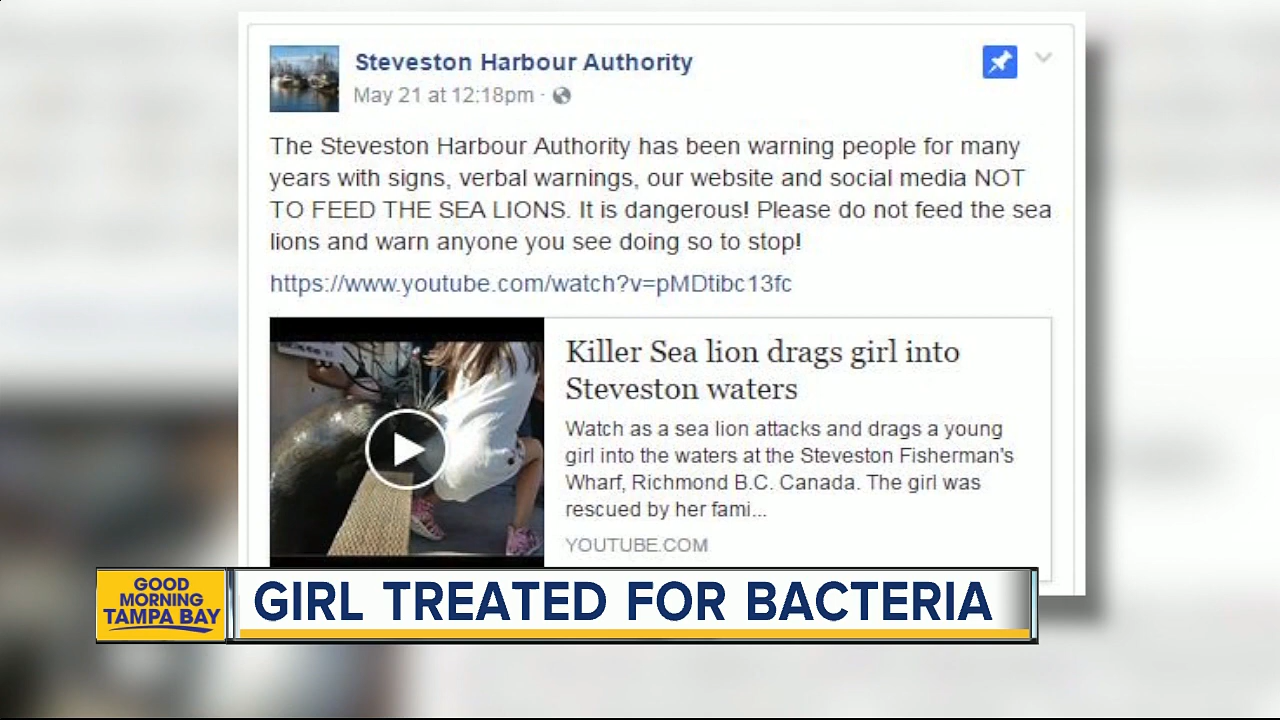 Steveston Harbour Authority
May 21 at 12:18pm ·
The Steveston Harbour Authority has been warning people for many
years with signs, verbal warnings, our website and social media NOT
TO FEED THE SEA LIONS. It is dangerous! Please do not feed the sea
lions and warn anyone you see doing so to stop!
https://www.youtube.com/watch?v=pMDtibc13fc
Killer Sea lion drags girl into
Steveston waters
Watch as a sea lion attacks and drags a young
girl into the waters at the Steveston Fisherman's
Wharf, Richmond B.C. Canada. The girl was
rescued by her fami...
YOUTUBE.COM
GOOD
MORNING
TAMPA BAY
GIRL TREATED FOR BACTERIA